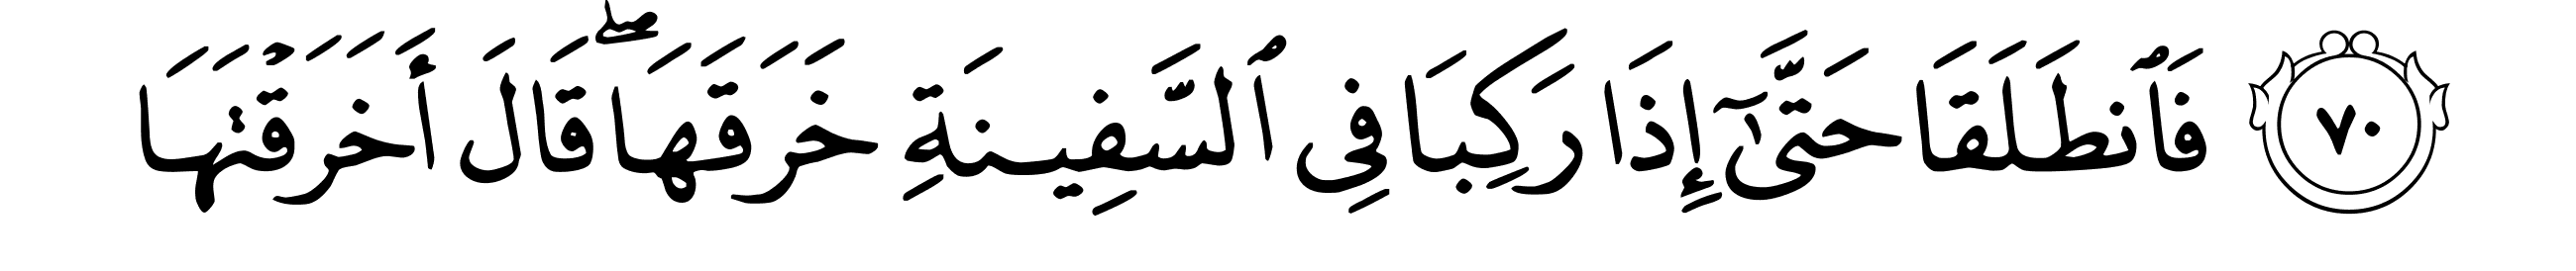 ٧٠ فَٱنطَلَقَا حَتَّىٰٓ إِذَا رَكِبَا فِى ٱلسَّفِينَةِ خَرَقَهَا ۖ قَالَ أَخَرَقْتَهَا